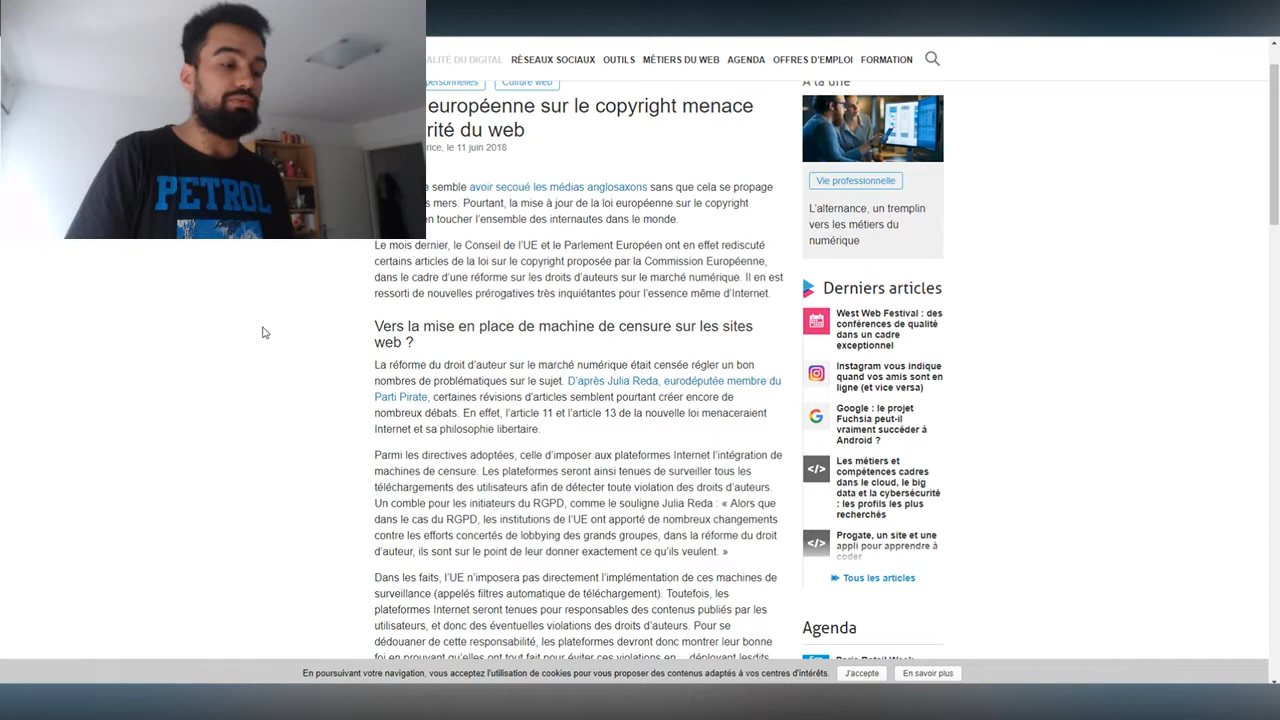 PETROL
ALITÉ DU DIGITAL RÉSEAUX SOCIAUX OUTILS MÉTIERS DU WEB AGENDA OFFRES D'EMPLOI FORMATION
personnelles Culture web
européenne sur le copyright menace
rité du web
rice, le 11 juin 2018
e semble avoir secoué les médias anglosaxons sans que cela se propage
s mers. Pourtant, la mise à jour de la loi européenne sur le copyright
en toucher l'ensemble des internautes dans le monde.
Le mois dernier, le Conseil de l'UE et le Parlement Européen ont en effet rediscuté
certains articles de la loi sur le copyright proposée par la Commission Européenne,
dans le cadre d'une réforme sur les droits d'auteurs sur le marché numérique. Il en est
ressorti de nouvelles prérogatives très inquiétantes pour l'essence même d'Internet.
Vers la mise en place de machine de censure sur les sites
web ?
La réforme du droit d'auteur sur le marché numérique était censée régler un bon
nombres de problématiques sur le sujet. D'après Julia Reda, eurodéputée membre du
Parti Pirate, certaines révisions d'articles semblent pourtant créer encore de
nombreux débats. En effet, l'article 11 et l'article 13 de la nouvelle loi menaceraient
Internet et sa philosophie libertaire.
Parmi les directives adoptées, celle d'imposer aux plateformes Internet l'intégration de
machines de censure. Les plateformes seront ainsi tenues de surveiller tous les
téléchargements des utilisateurs afin de détecter toute violation des droits d'auteurs.
Un comble pour les initiateurs du RGPD, comme le souligne Julia Reda : « Alors que
dans le cas du RGPD, les institutions de l'UE ont apporté de nombreux changements
contre les efforts concertés de lobbying des grands groupes, dans la réforme du droit
d'auteur, ils sont sur le point de leur donner exactement ce qu'ils veulent. »
Dans les faits, l'UE n'imposera pas directement l'implémentation de ces machines de
surveillance (appelés filtres automatique de téléchargement). Toutefois, les
plateformes Internet seront tenues pour responsables des contenus publiés par les
utilisateurs, et donc des éventuelles violations des droits d'auteurs. Pour se
dédouaner de cette responsabilité, les plateformes devront donc montrer leur bonne
foi en prouvant qu'elles ont tout fait pour éviter ces violations en... déployant lesdits
A la une
Vie professionnelle
L'alternance, un tremplin
vers les métiers du
numérique
Derniers articles
West Web Festival : des
conférences de qualité
dans un cadre
exceptionnel
Instagram vous indique
quand vos amis sont en
ligne (et vice versa)
Google : le projet
Fuchsia peut-il
vraiment succéder à
Android ?
Les métiers et
compétences cadres
dans le cloud, le big
data et la cybersécurité
: les profils les plus
recherchés
Progate, un site et une
appli pour apprendre à
coder
Tous les articles
Agenda
En poursuivant votre navigation, vous acceptez l'utilisation de cookies pour vous proposer des contenus adaptés à vos centres d'intérêts. J'accepte En savoir plus